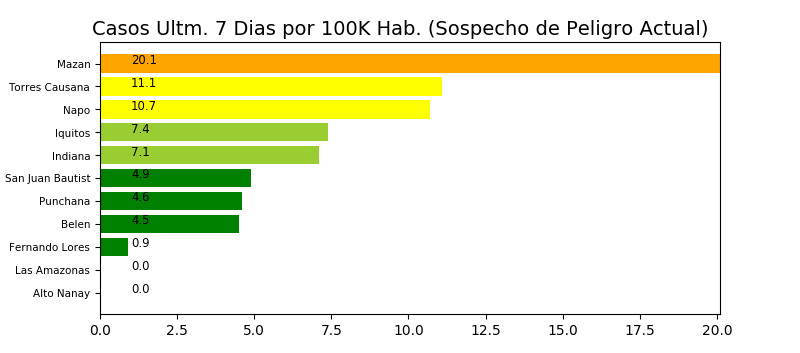 Casos Ultm. 7 Dias por 100K Hab. (Sospecho de Peligro Actual)
Mazan 20.1
Torres Causana 11.1
Napo 10.7
Iquitos 7.4
Indiana 7.1
San Juan Bautist 4.9
Punchana 4.6
Belen 4.5
Fernando Lores 0.9
Las Amazonas 0.0
Alto Nanay 0.0
0.0 2.5 5.0 7.5 10.0 12.5 15.0 17.5 20.0